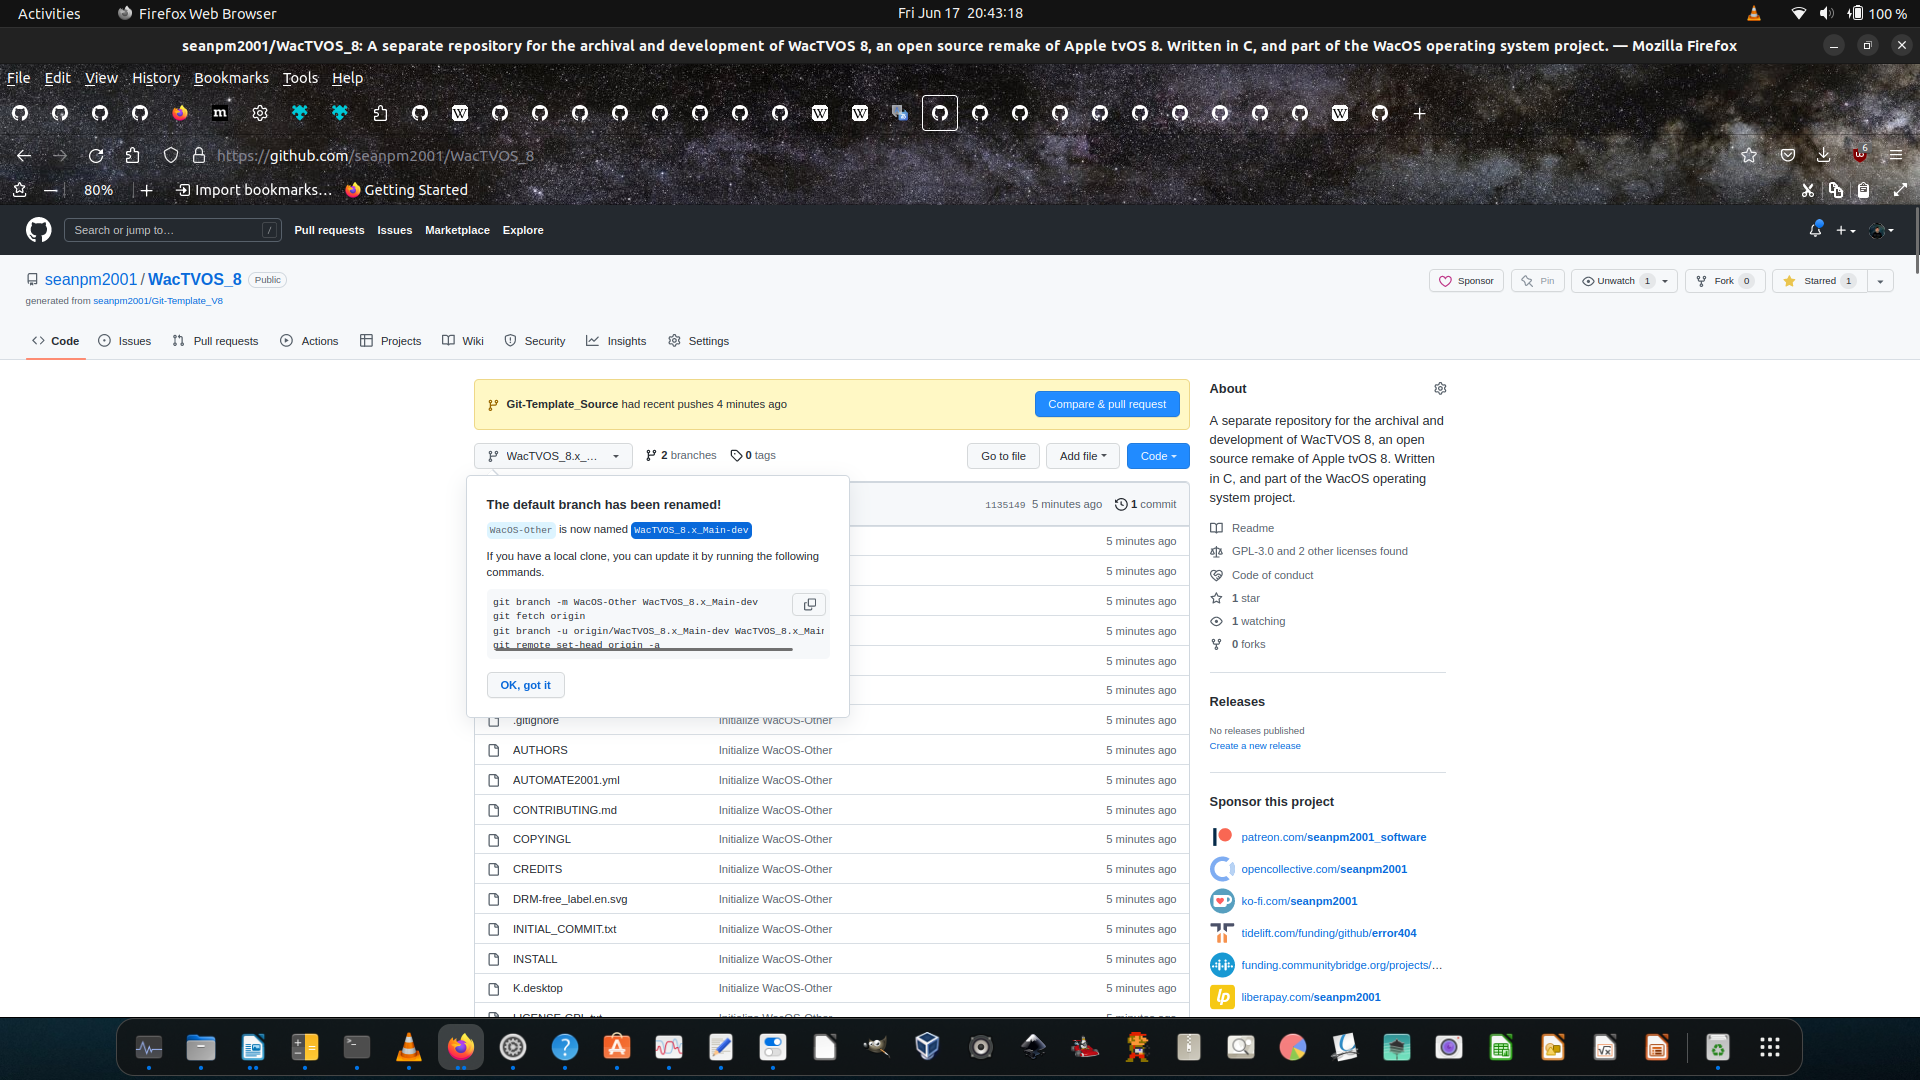 Activities
Firefox Web Browser
Fri Jun 17 20:43:18
100 %
seanpm2001/WacTVOS_8: A separate repository for the archival and development of WacTVOS 8, an open source remake of Apple tvOS 8. Written in C, and part of the WacOS operating system project. — Mozilla Firefox
File Edit View History Bookmarks Tools Help
https://github.com/seanpm2001/WacTVOS_8
6
80%
Import bookmarks…
Getting Started
Search or jump to…
/
Pull requests Issues Marketplace Explore
seanpm2001 / WacTVOS_8 Public
generated from seanpm2001/Git-Template_V8
Sponsor
Pin
Unwatch 1
Fork 0
Starred 1
Code
Issues
Pull requests
Actions
Projects
Wiki
Security
Insights
Settings
Git-Template_Source had recent pushes 4 minutes ago
Compare & pull request
WacTVOS_8.x_...
2 branches
0 tags
Go to file
Add file
Code
The default branch has been renamed!
WacOS-Other is now named WacTVOS_8.x_Main-dev
If you have a local clone, you can update it by running the following
commands.
git branch -m WacOS-Other WacTVOS_8.x_Main-dev
git fetch origin
git branch -u origin/WacTVOS_8.x_Main-dev WacTVOS_8.x_Main
git remote set-head origin -a
OK, got it
1135149 5 minutes ago
1 commit
5 minutes ago
5 minutes ago
5 minutes ago
5 minutes ago
5 minutes ago
5 minutes ago
.gitignore Initialize WacOS-Other 5 minutes ago
AUTHORS Initialize WacOS-Other 5 minutes ago
AUTOMATE2001.yml Initialize WacOS-Other 5 minutes ago
CONTRIBUTING.md Initialize WacOS-Other 5 minutes ago
COPYINGL Initialize WacOS-Other 5 minutes ago
CREDITS Initialize WacOS-Other 5 minutes ago
DRM-free_label.en.svg Initialize WacOS-Other 5 minutes ago
INITIAL_COMMIT.txt Initialize WacOS-Other 5 minutes ago
INSTALL Initialize WacOS-Other 5 minutes ago
K.desktop Initialize WacOS-Other 5 minutes ago
LICENSE-GPL.txt Initialize WacOS-Other 5 minutes ago
About
A separate repository for the archival and
development of WacTVOS 8, an open
source remake of Apple tvOS 8. Written
in C, and part of the WacOS operating
system project.
Readme
GPL-3.0 and 2 other licenses found
Code of conduct
1 star
1 watching
0 forks
Releases
No releases published
Create a new release
Sponsor this project
patreon.com/seanpm2001_software
opencollective.com/seanpm2001
ko-fi.com/seanpm2001
tidelift.com/funding/github/error404
funding.communitybridge.org/projects/...
liberapay.com/seanpm2001